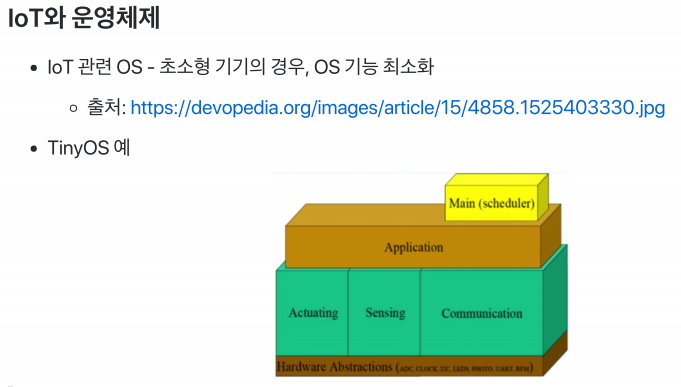 IoT와 운영체제
IoT 관련 OS - 초소형 기기의 경우, OS 기능 최소화
출처: https://devopedia.org/images/article/15/4858.1525403330.jpg
TinyOS 예
Main (scheduler)
Application
Actuating
Sensing
Communication
Hardware Abstractions (ADC, CLOCK, I2C, LEDS, PHOTO, UART, RFM)